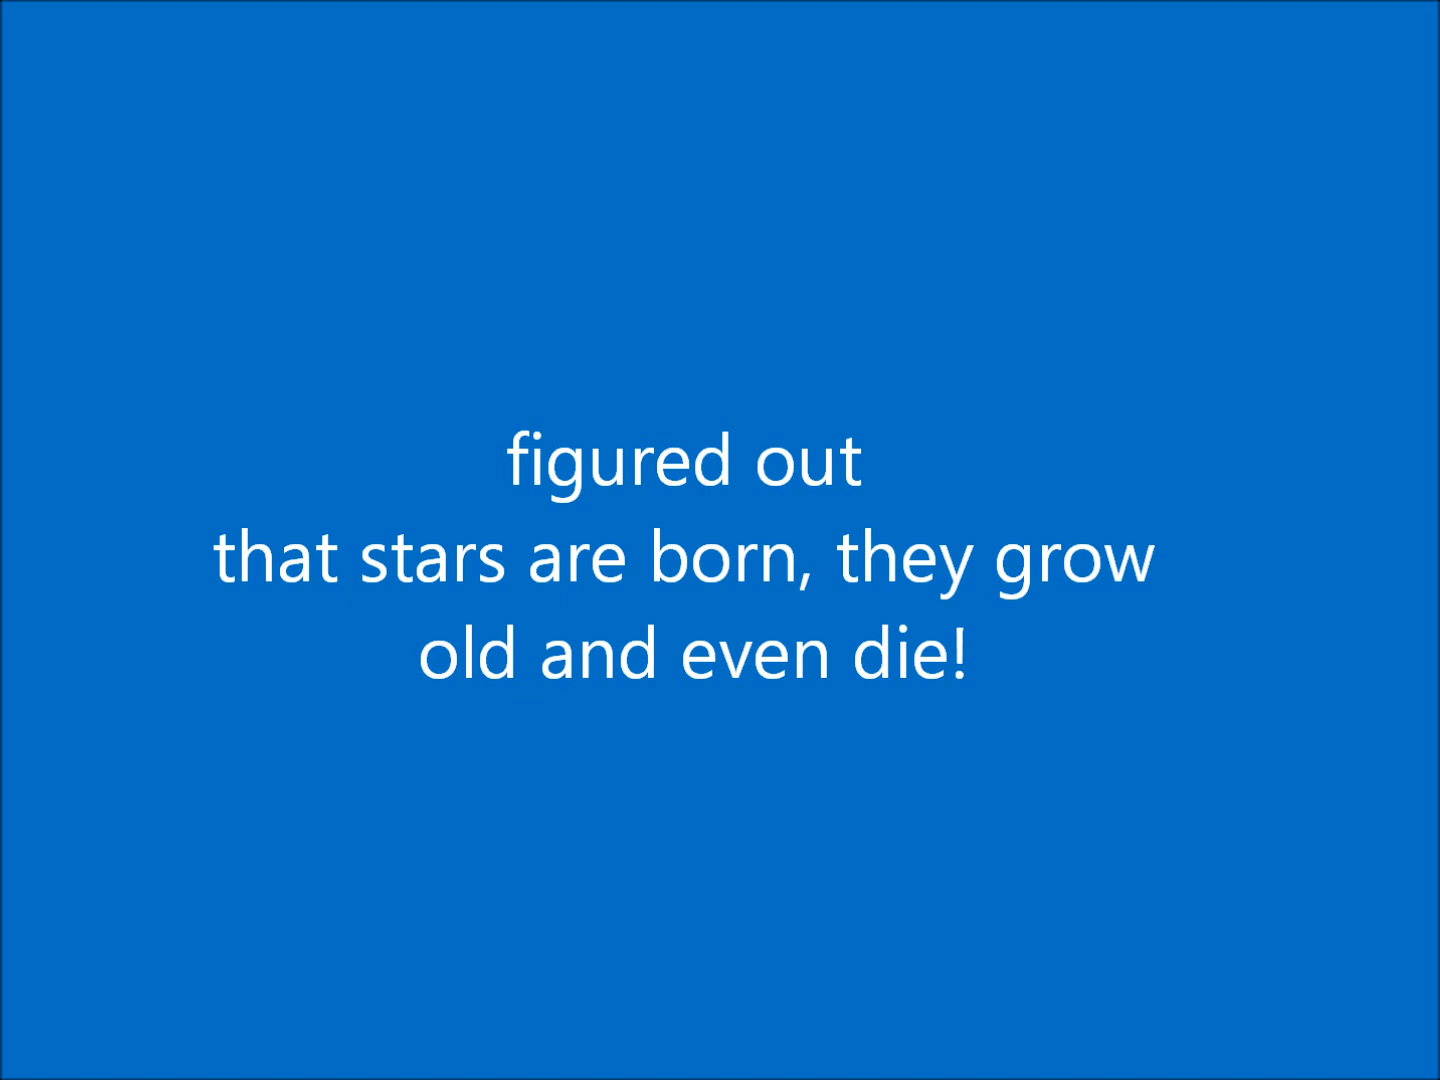 figured out
that stars are born, they grow
old and even die!